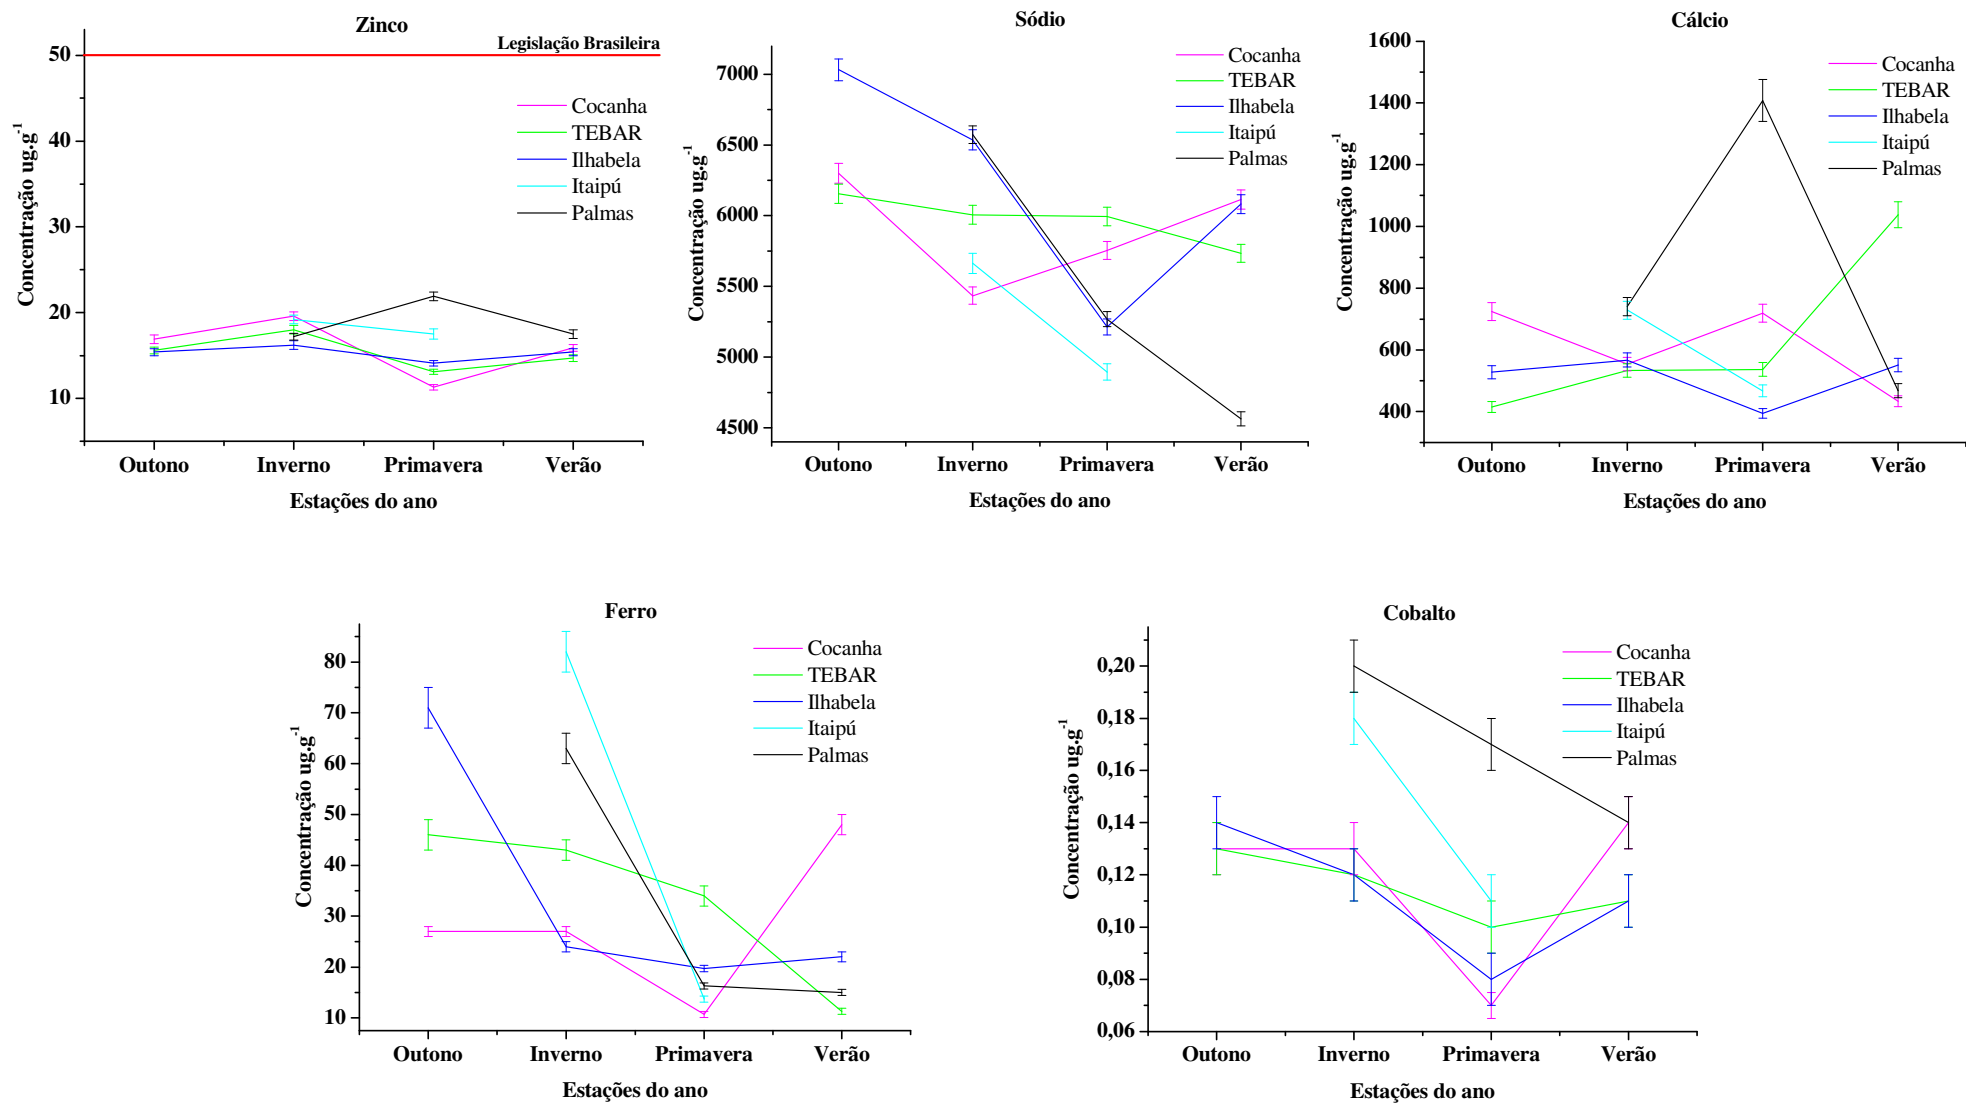 Zinco
Legislação Brasileira
50
40
30
20
10
Concentração ug.g-1
Cocanha
TEBAR
Ilhabela
Itaipú
Palmas
Outono Inverno Primavera Verão
Estações do ano
Sódio
7000
6500
6000
5500
5000
4500
Concentração ug.g-1
Cocanha
TEBAR
Ilhabela
Itaipú
Palmas
Outono Inverno Primavera Verão
Estações do ano
Cálcio
1600
1400
1200
1000
800
600
400
Concentração ug.g-1
Cocanha
TEBAR
Ilhabela
Itaipú
Palmas
Outono Inverno Primavera Verão
Estações do ano
Ferro
80
70
60
50
40
30
20
10
Concentração ug.g-1
Cocanha
TEBAR
Ilhabela
Itaipú
Palmas
Outono Inverno Primavera Verão
Estações do ano
Cobalto
0,20
0,18
0,16
0,14
0,12
0,10
0,08
0,06
Concentração ug.g-1
Cocanha
TEBAR
Ilhabela
Itaipú
Palmas
Outono Inverno Primavera Verão
Estações do ano